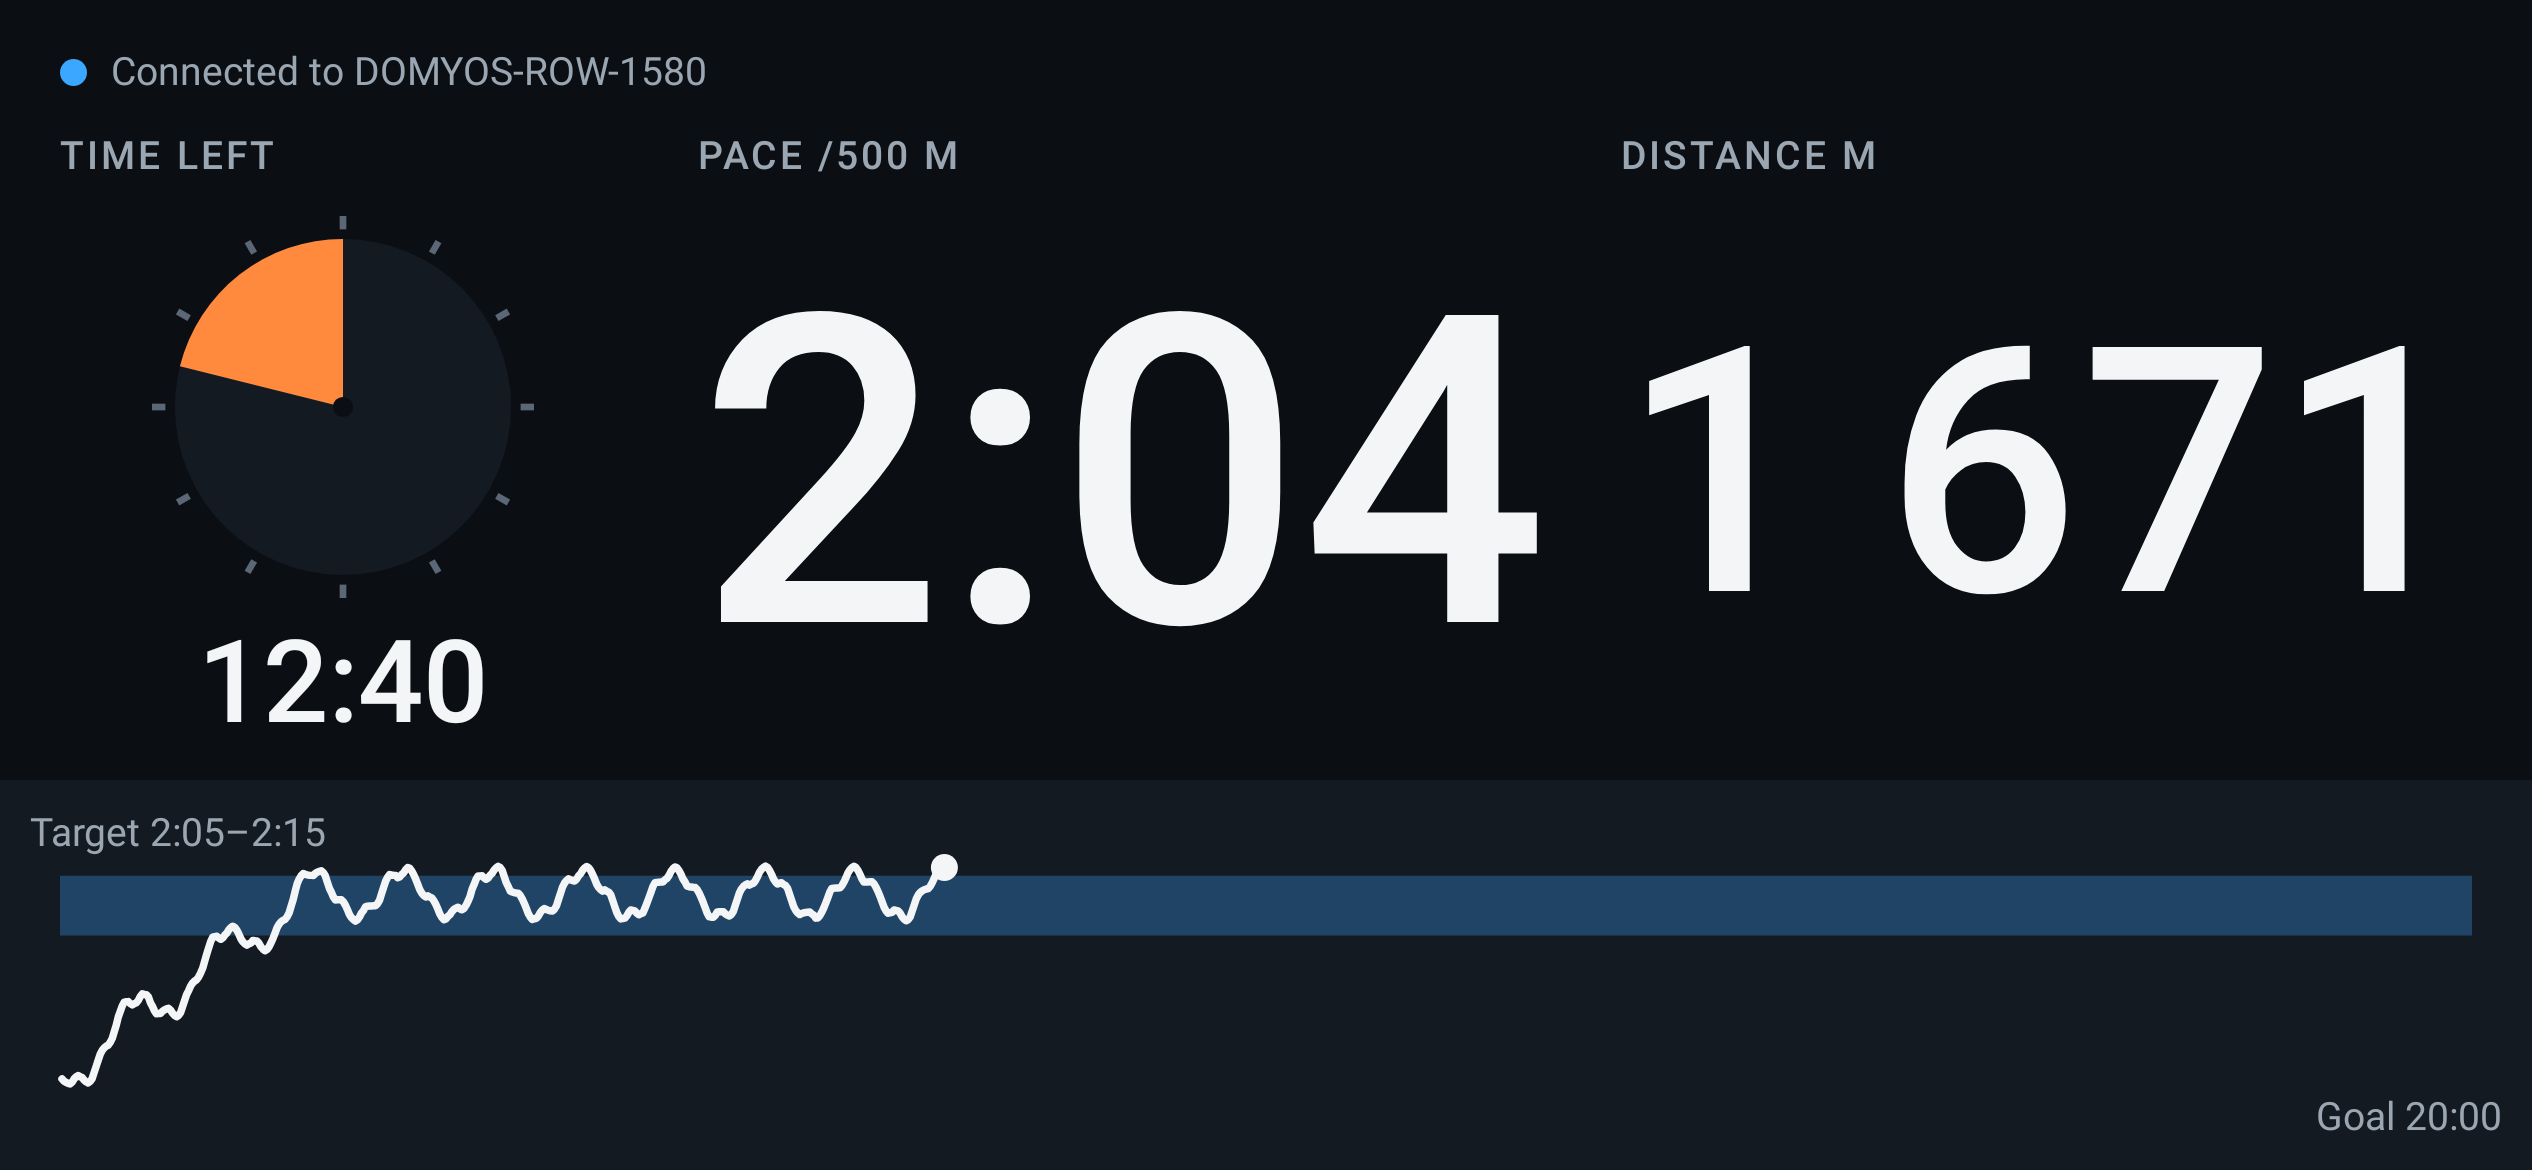 Connected to DOMYOS-ROW-1580
TIME LEFT
PACE /500 M
DISTANCE M
2:04
1 671
12:40
Target 2:05–2:15
Goal 20:00